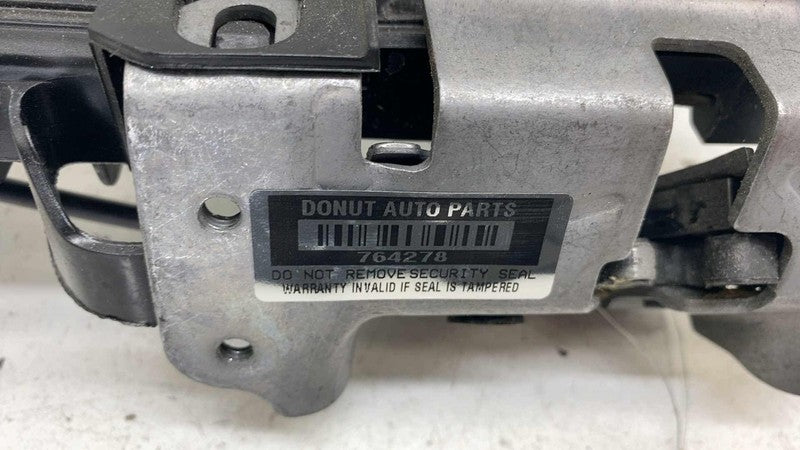 DONUT AUTO PARTS
764278
DO NOT REMOVE SECURITY SEAL
WARRANTY INVALID IF SEAL IS TAMPERED